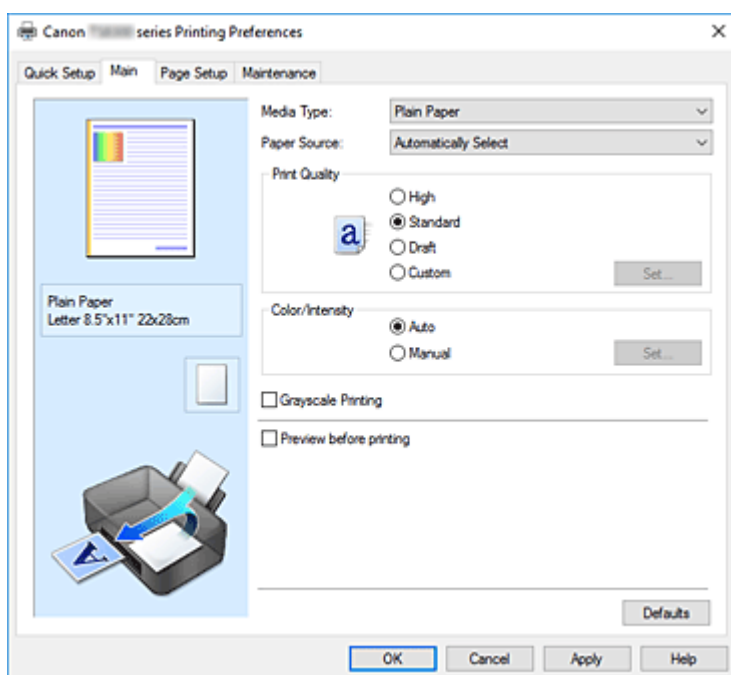 Canon series Printing Preferences
Quick Setup Main Page Setup Maintenance
Media Type: Plain Paper
Paper Source: Automatically Select
Print Quality
High
a
Standard
Draft
Custom Set...
Plain Paper
Letter 8.5"x11" 22x28cm
Color/Intensity
Auto
Manual Set...
Grayscale Printing
Preview before printing
A
Defaults
OK Cancel Apply Help